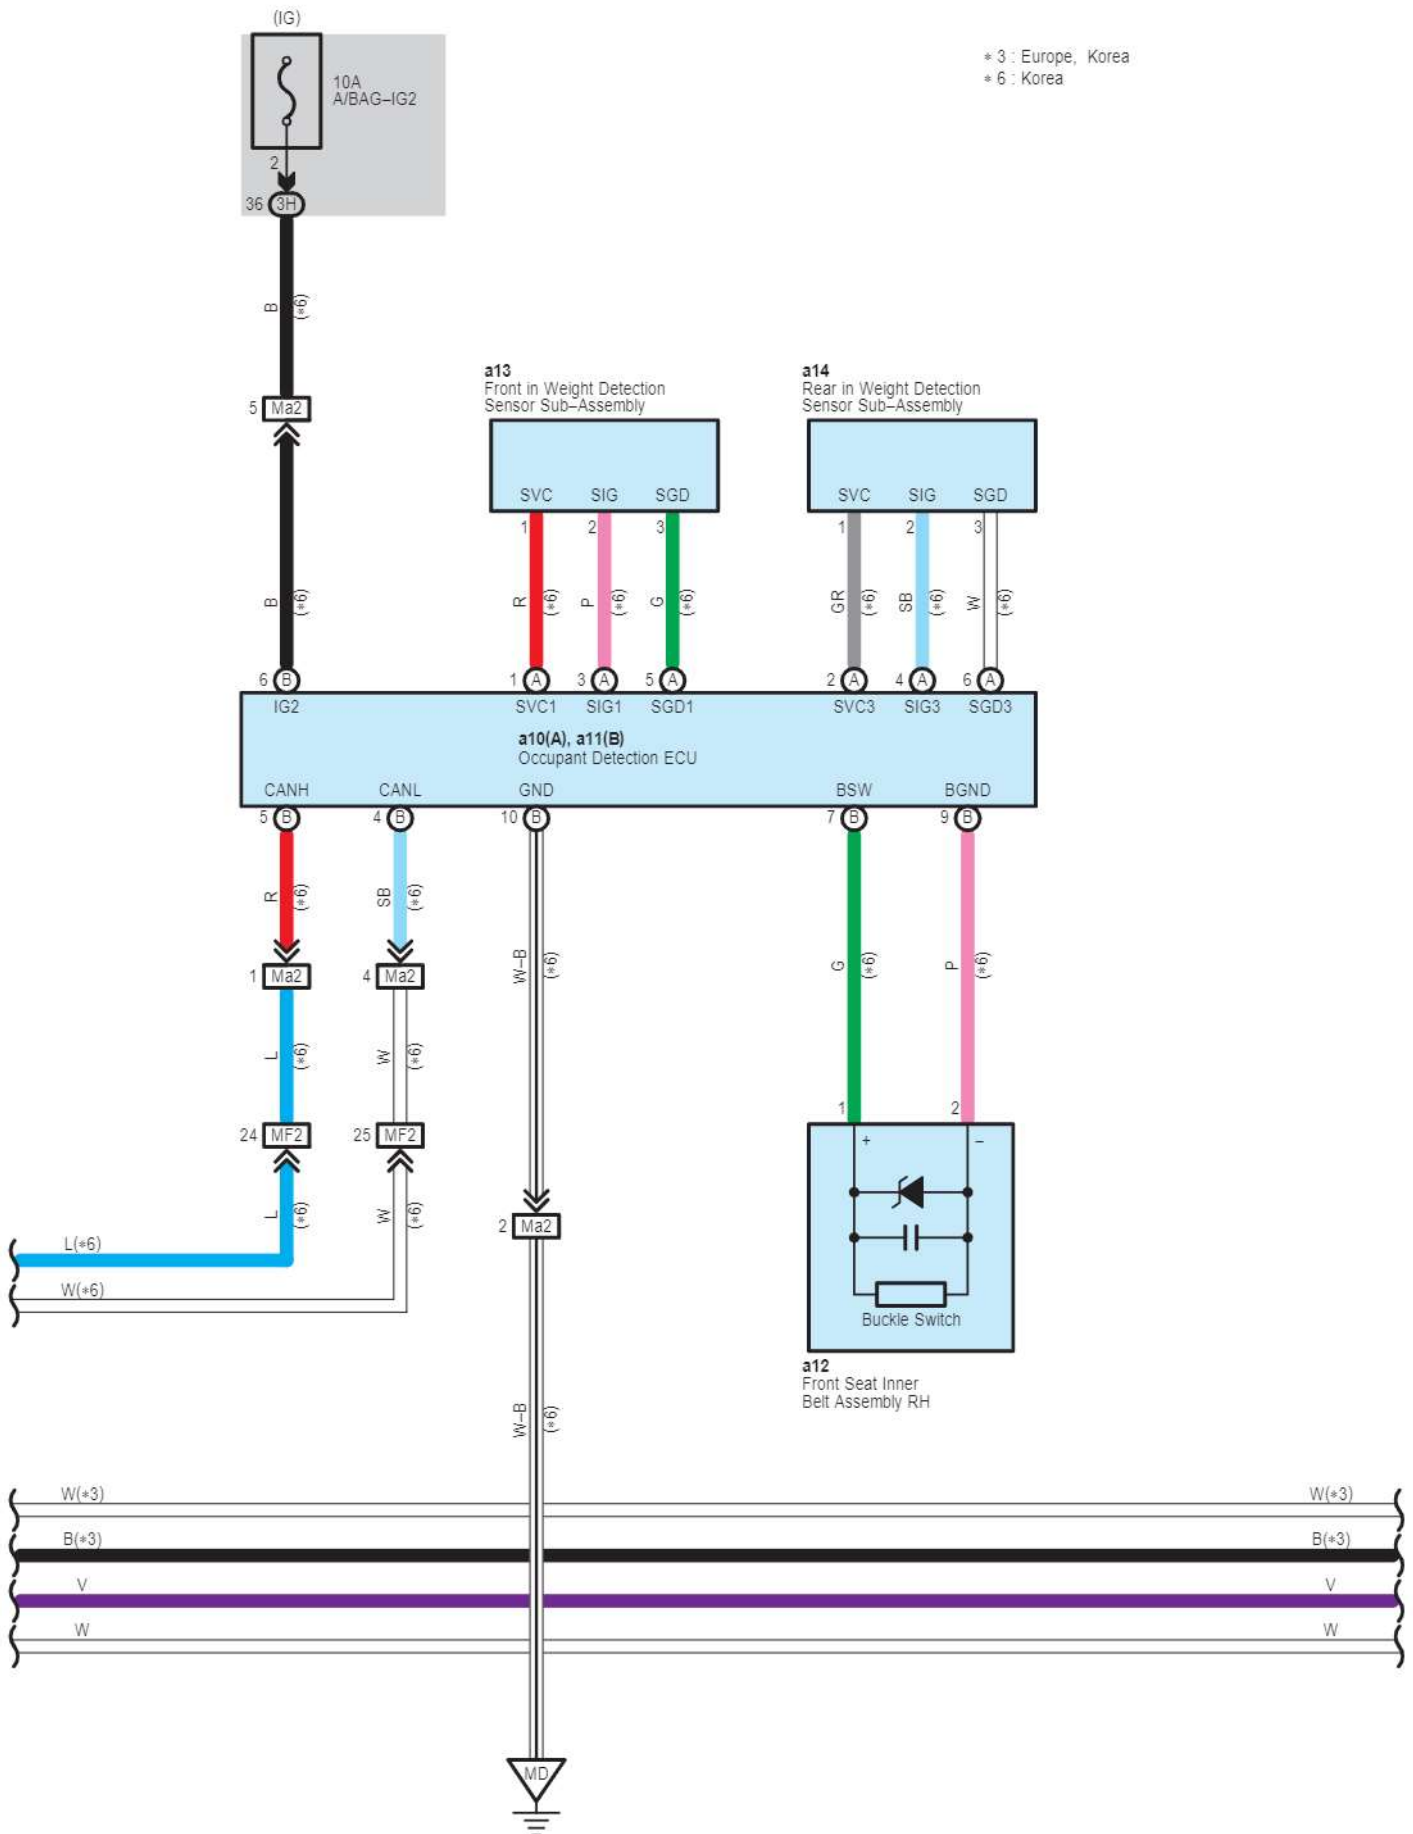 (IG)
∗ 3 : Europe, Korea
∗ 6 : Korea
10A
A/BAG–IG2
2
36 3H
B (∗6)
a13
Front in Weight Detection
Sensor Sub–Assembly
a14
Rear in Weight Detection
Sensor Sub–Assembly
5 Ma2
SVC SIG SGD
SVC SIG SGD
1 2 3
1 2 3
B (∗6)
R (∗6) P (∗6) G (∗6)
GR (∗6) SB (∗6) W (∗6)
6 B
1 A 3 A 5 A
2 A 4 A 6 A
IG2 SVC1 SIG1 SGD1 SVC3 SIG3 SGD3
a10(A), a11(B)
Occupant Detection ECU
CANH CANL GND BSW BGND
5 B 4 B 10 B 7 B 9 B
R (∗6) SB (∗6)
W–B (∗6)
G (∗6) P (∗6)
1 Ma2 4 Ma2
L (∗6) W (∗6)
1 2
24 MF2 25 MF2
+ –
L (∗6) W (∗6)
2 Ma2
L(∗6)
W(∗6)
Buckle Switch
a12
Front Seat Inner
Belt Assembly RH
W–B (∗6)
W(∗3) W(∗3)
B(∗3) B(∗3)
V V
W W
MD